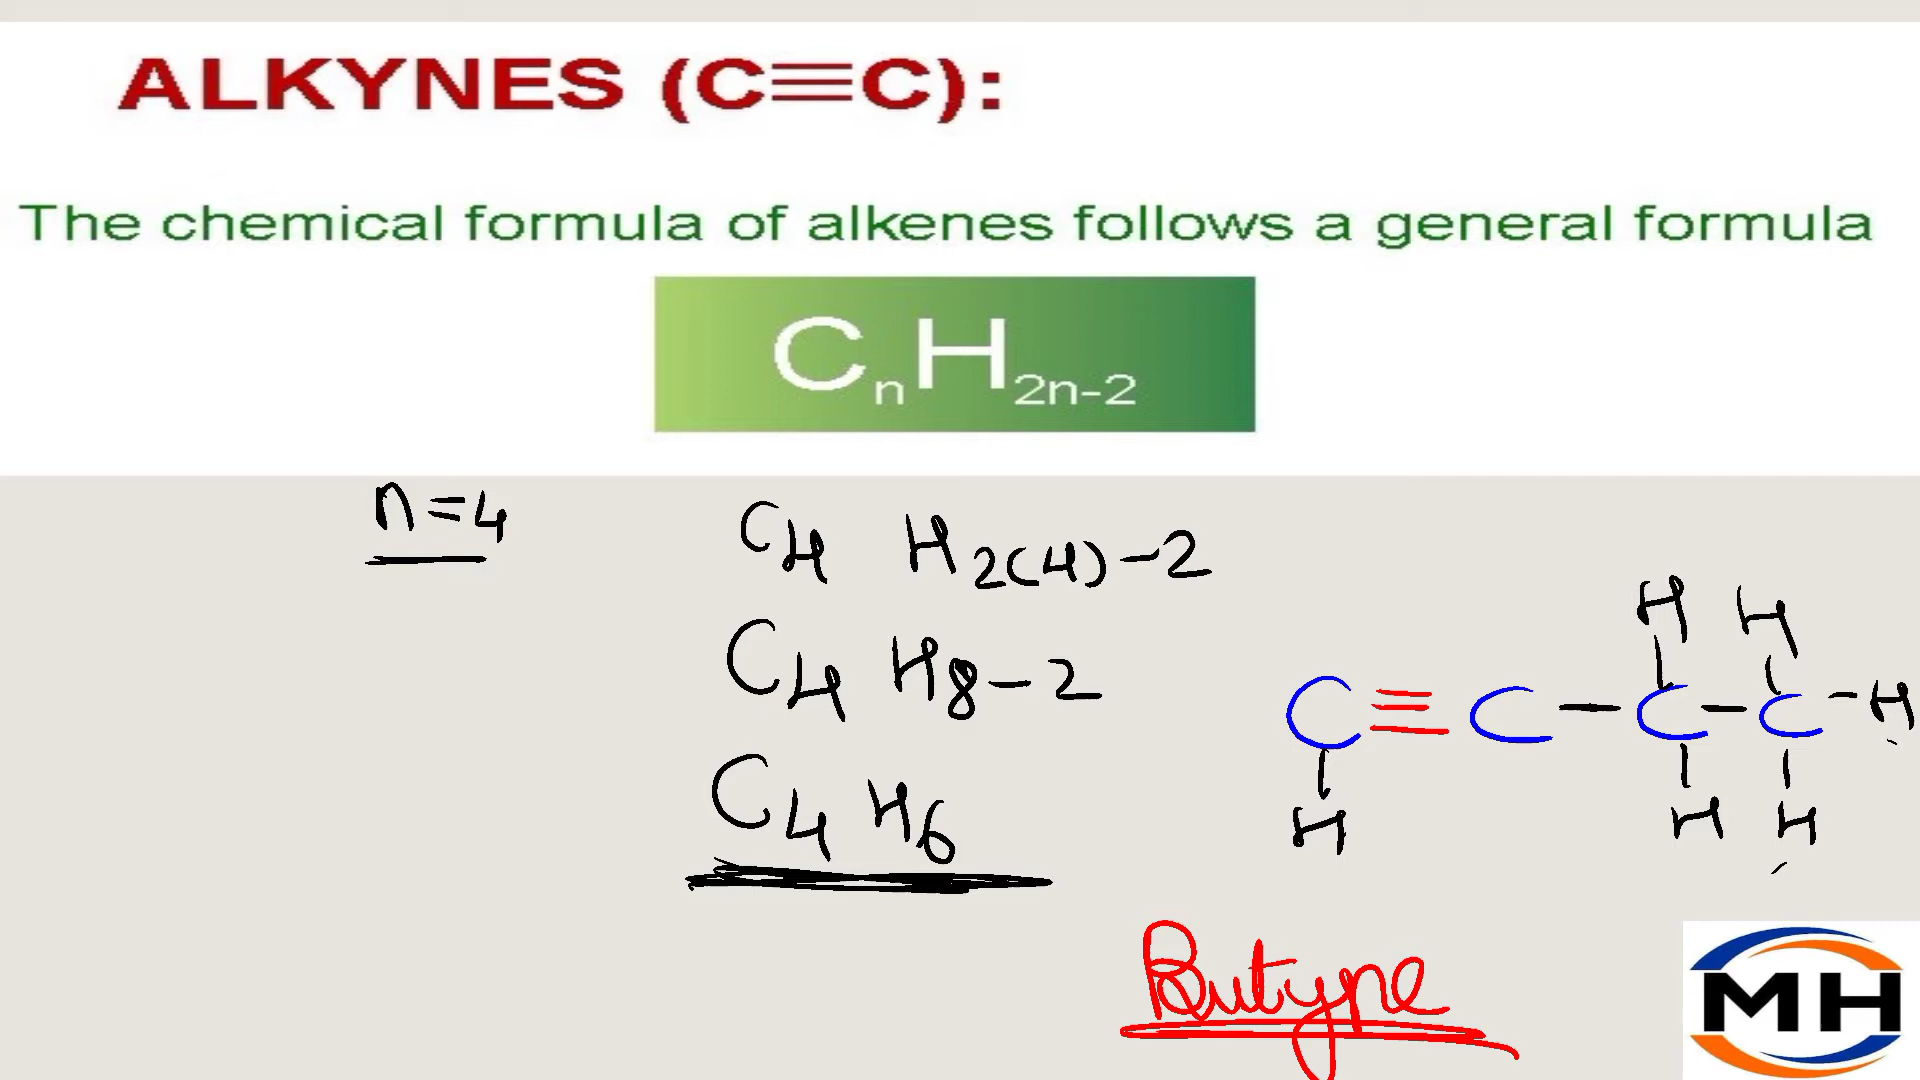 ALKYNES (C≡C):
The chemical formula of alkenes follows a general formula
CnH2n-2
n=4
C4 H2(4)-2
C4 H8-2
C4 H6
H H
C≡C-C-C-H
H H H
Butyne
MH